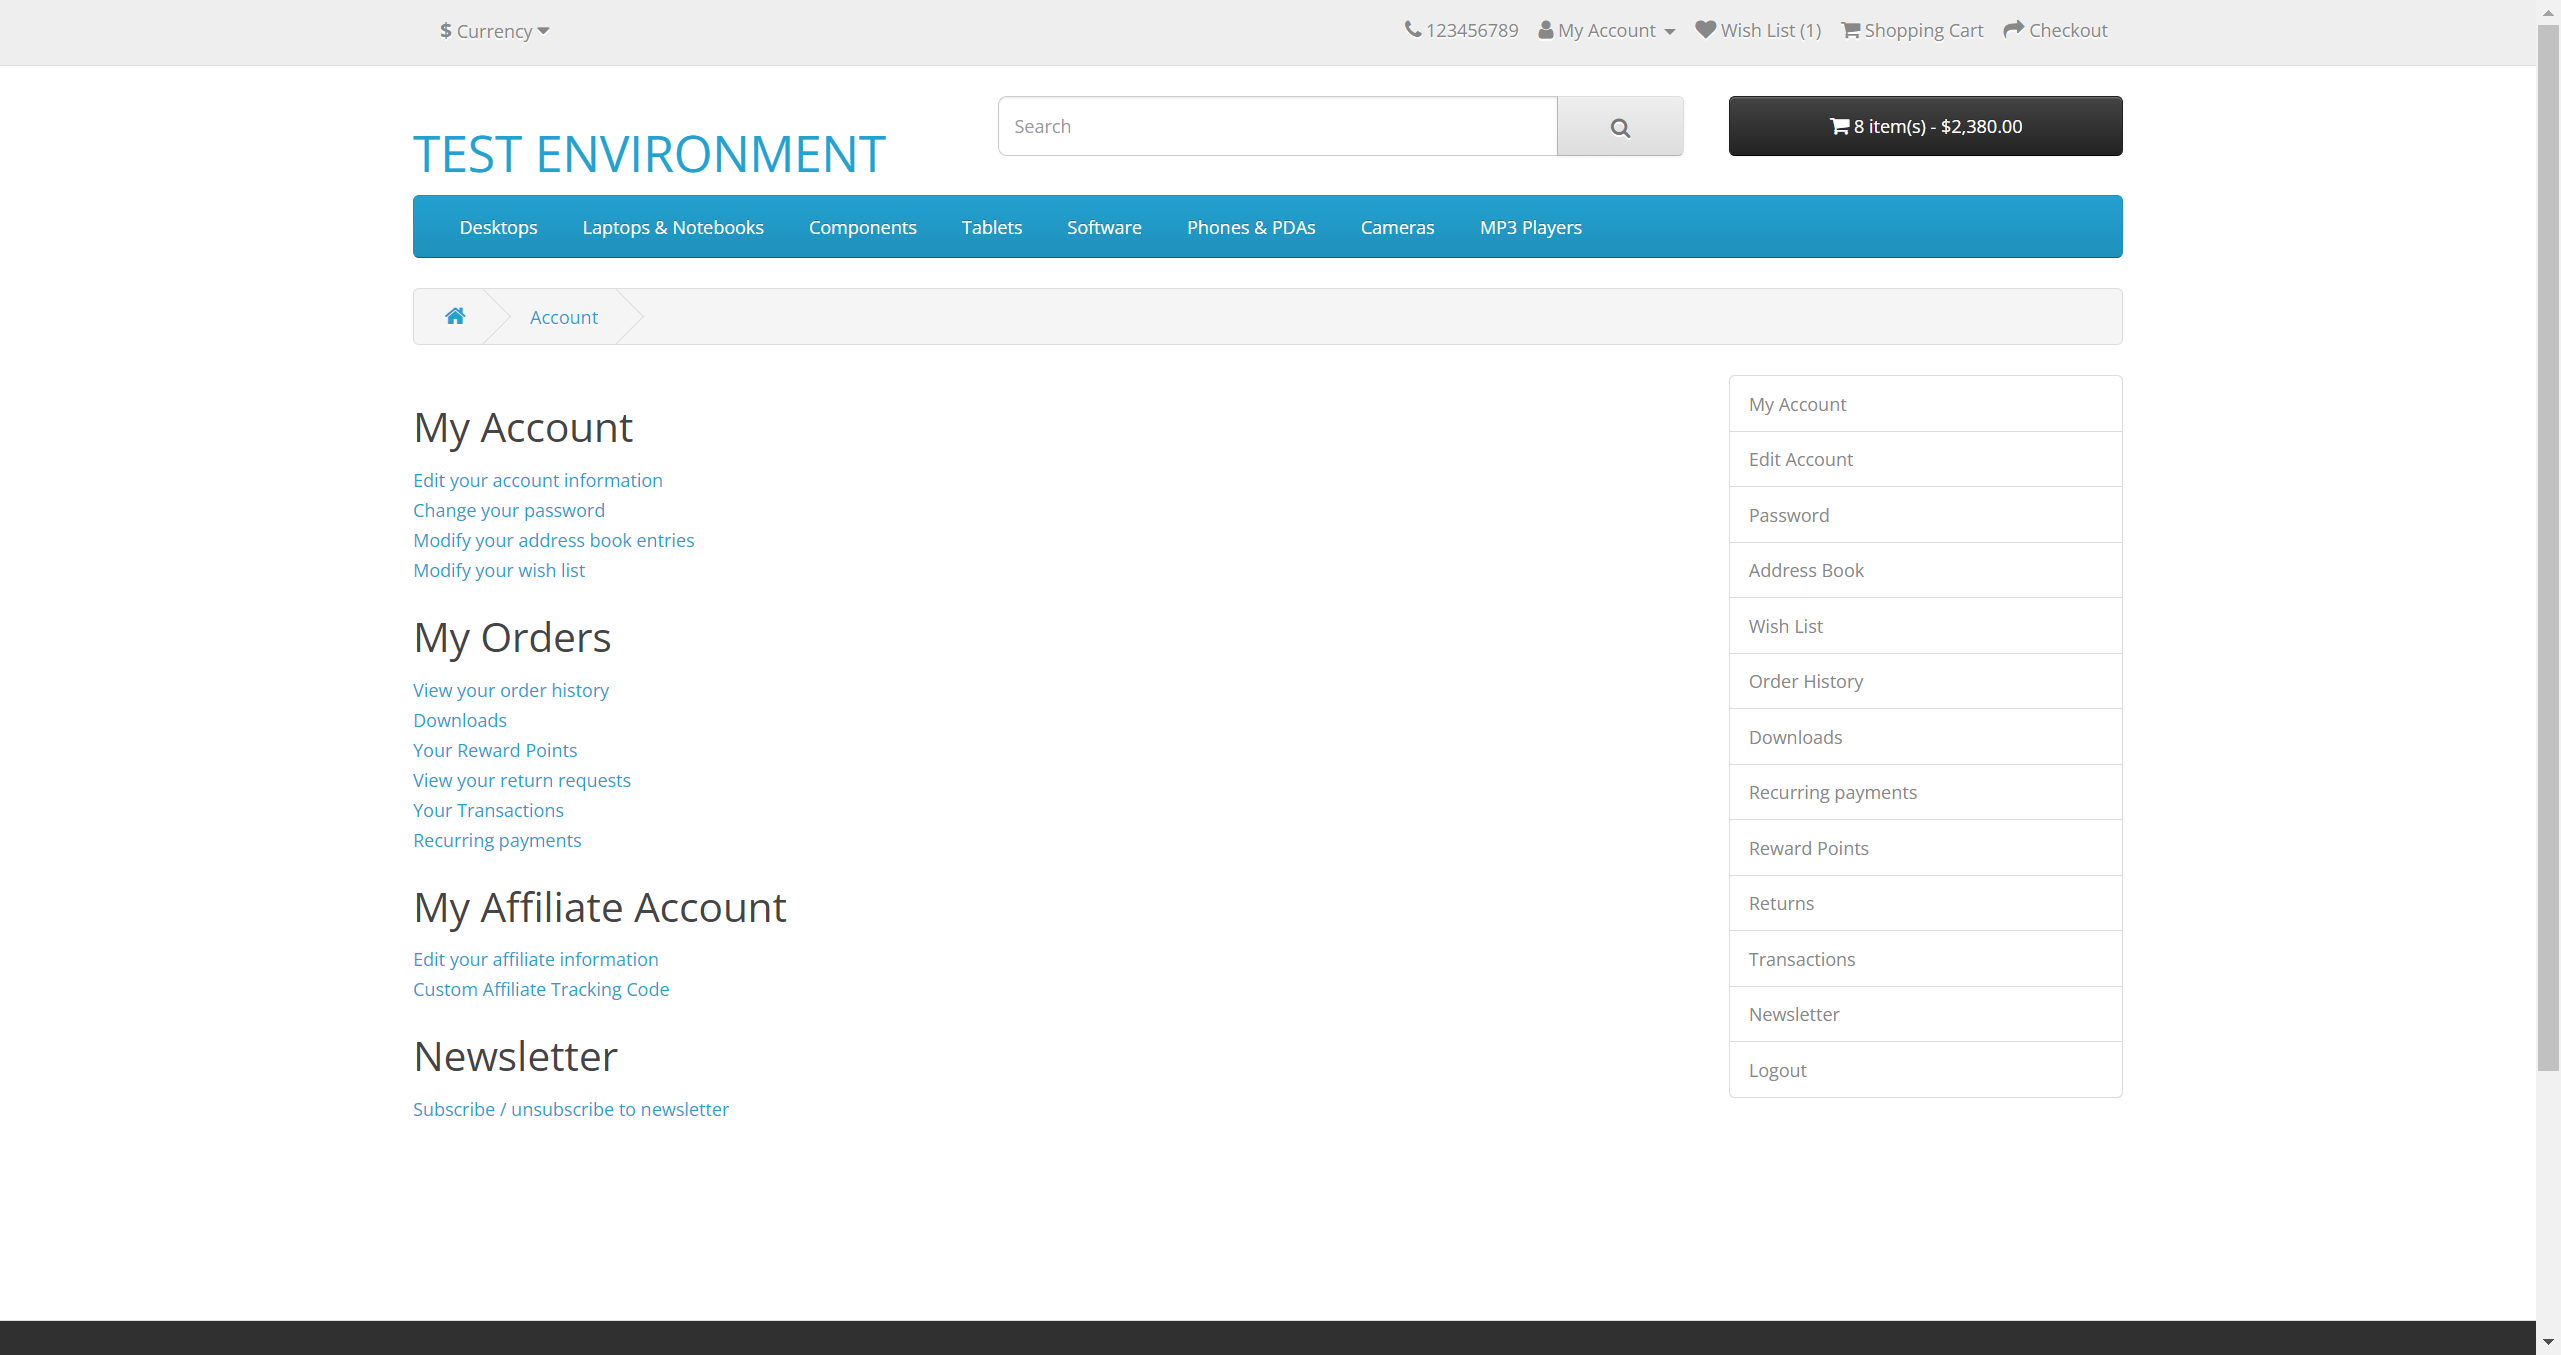 $ Currency
123456789 My Account Wish List (1) Shopping Cart Checkout
TEST ENVIRONMENT
Search
8 item(s) - $2,380.00
Desktops Laptops & Notebooks Components Tablets Software Phones & PDAs Cameras MP3 Players
Account
My Account
Edit your account information
Change your password
Modify your address book entries
Modify your wish list
My Orders
View your order history
Downloads
Your Reward Points
View your return requests
Your Transactions
Recurring payments
My Affiliate Account
Edit your affiliate information
Custom Affiliate Tracking Code
Newsletter
Subscribe / unsubscribe to newsletter
My Account
Edit Account
Password
Address Book
Wish List
Order History
Downloads
Recurring payments
Reward Points
Returns
Transactions
Newsletter
Logout